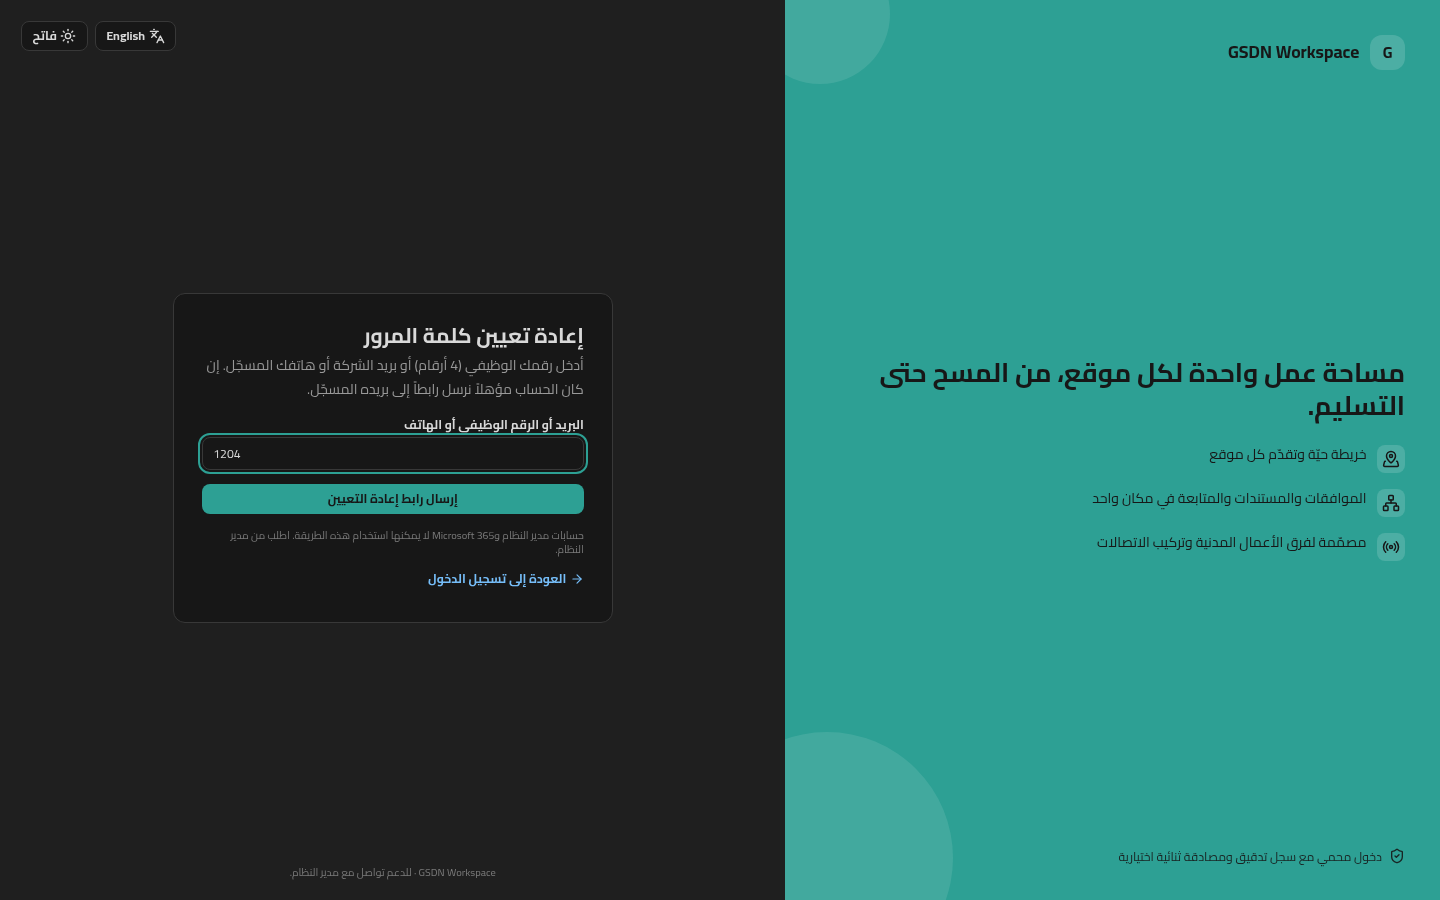 GSDN Workspace
G
مساحة عمل واحدة لكل موقع، من المسح حتى
التسليم.
خريطة حيّة وتقدّم كل موقع
الموافقات والمستندات والمتابعة في مكان واحد
مصمّمة لفرق الأعمال المدنية وتركيب الاتصالات
دخول محمي مع سجل تدقيق ومصادقة ثنائية اختيارية
English
فاتح
إعادة تعيين كلمة المرور
أدخل رقمك الوظيفي (4 أرقام) أو بريد الشركة أو هاتفك المسجّل. إن
كان الحساب مؤهلاً نرسل رابطاً إلى بريده المسجّل.
البريد أو الرقم الوظيفي أو الهاتف
1204
إرسال رابط إعادة التعيين
حسابات مدير النظام وMicrosoft 365 لا يمكنها استخدام هذه الطريقة. اطلب من مدير
النظام.
العودة إلى تسجيل الدخول
GSDN Workspace · للدعم تواصل مع مدير النظام.